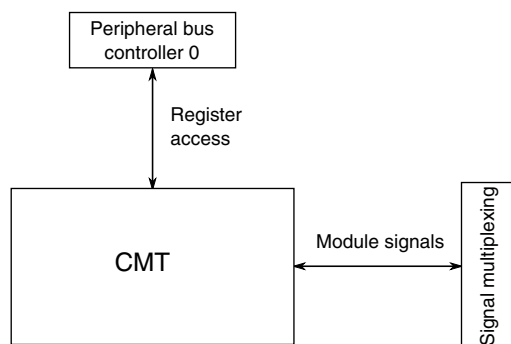 Peripheral bus
controller 0
Register
access
CMT
Module signals
Signal multiplexing